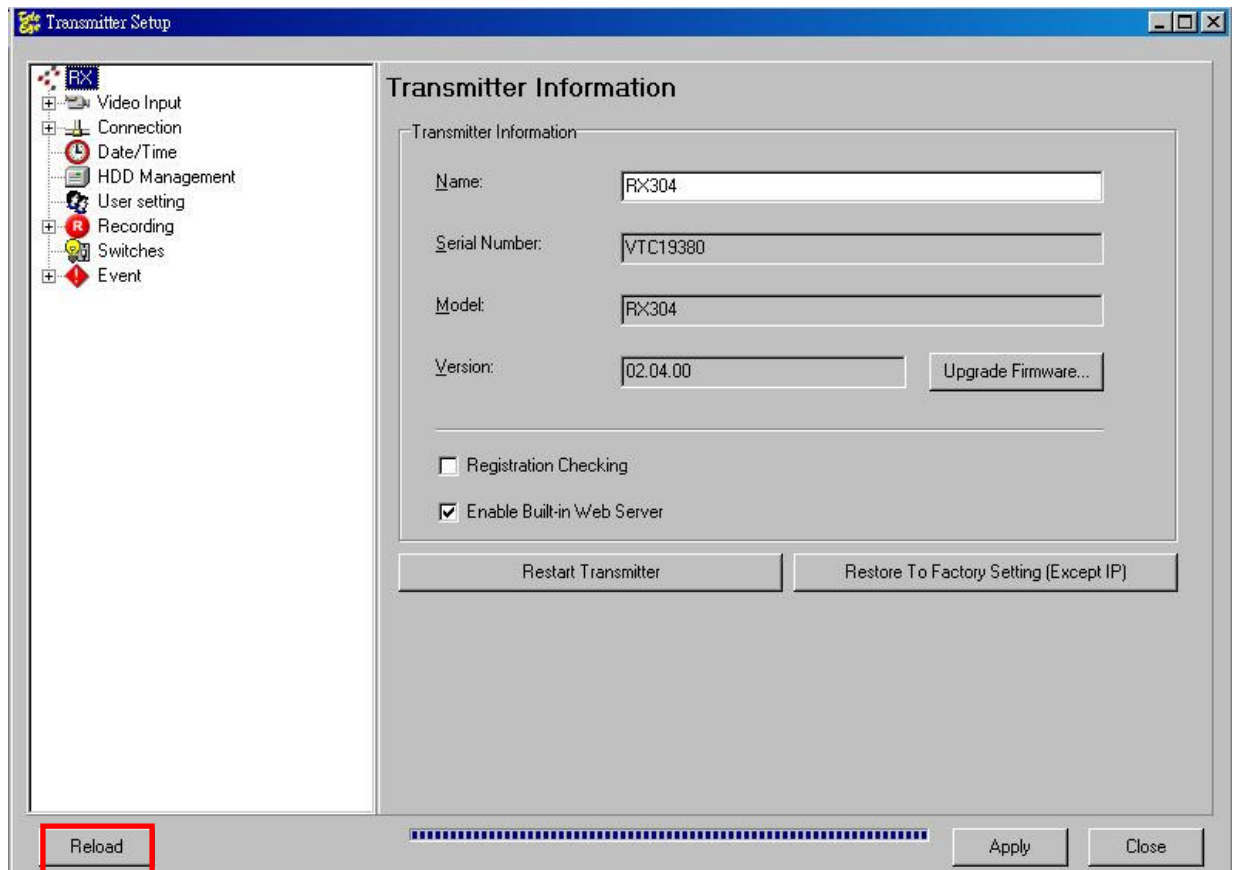 Transmitter Setup
RX
Video Input
Connection
Date/Time
HDD Management
User setting
Recording
Switches
Event
Transmitter Information
Transmitter Information
Name:
RX304
Serial Number:
VTC19380
Model:
RX304
Version:
02.04.00
Upgrade Firmware...
Registration Checking
Enable Built-in Web Server
Restart Transmitter
Restore To Factory Setting (Except IP)
Reload
Apply
Close